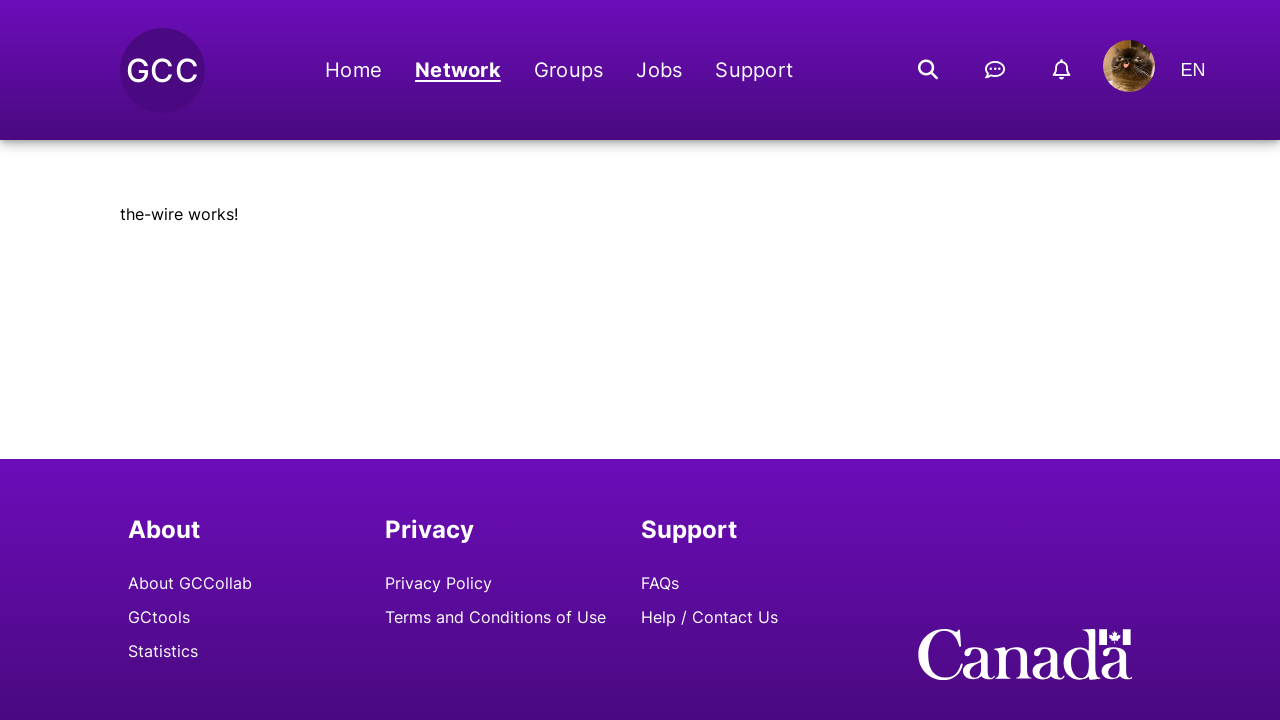 GCC
Home Network Groups Jobs Support
EN
the-wire works!
About
About GCCollab
GCtools
Statistics
Privacy
Privacy Policy
Terms and Conditions of Use
Support
FAQs
Help / Contact Us
Canada